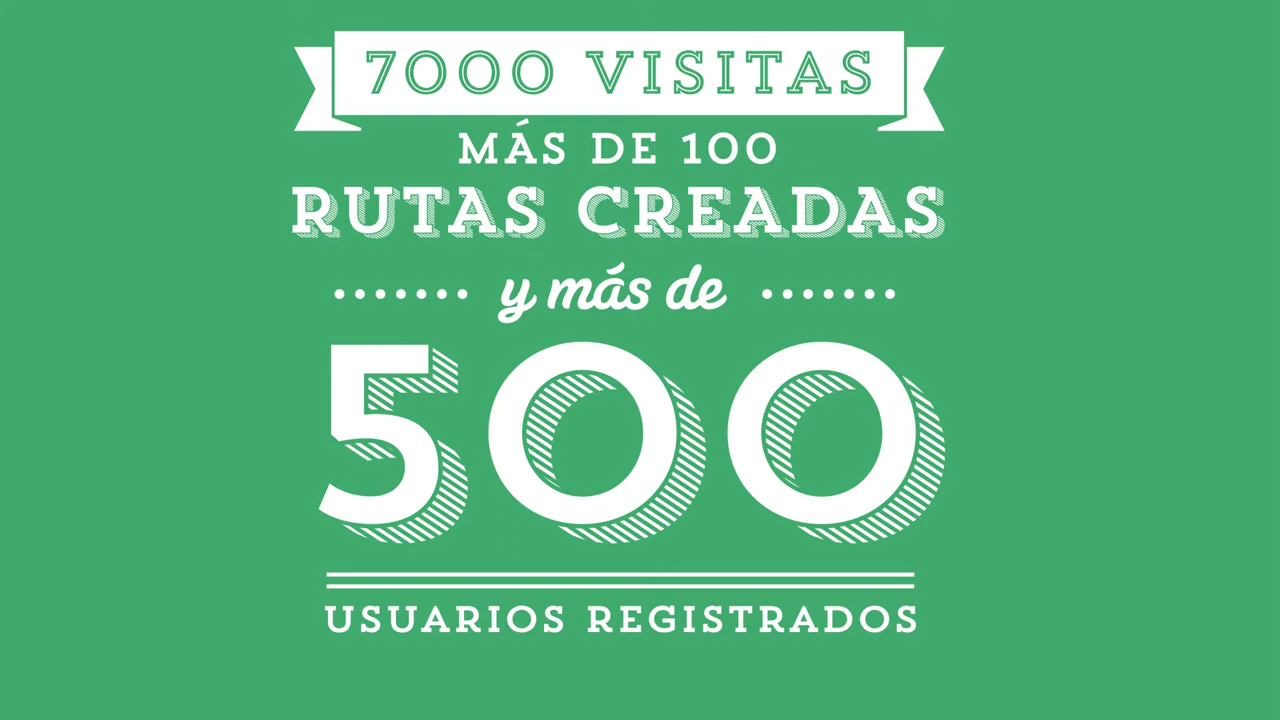 7000 VISITAS
MÁS DE 100
RUTAS CREADAS
y más de
500
USUARIOS REGISTRADOS